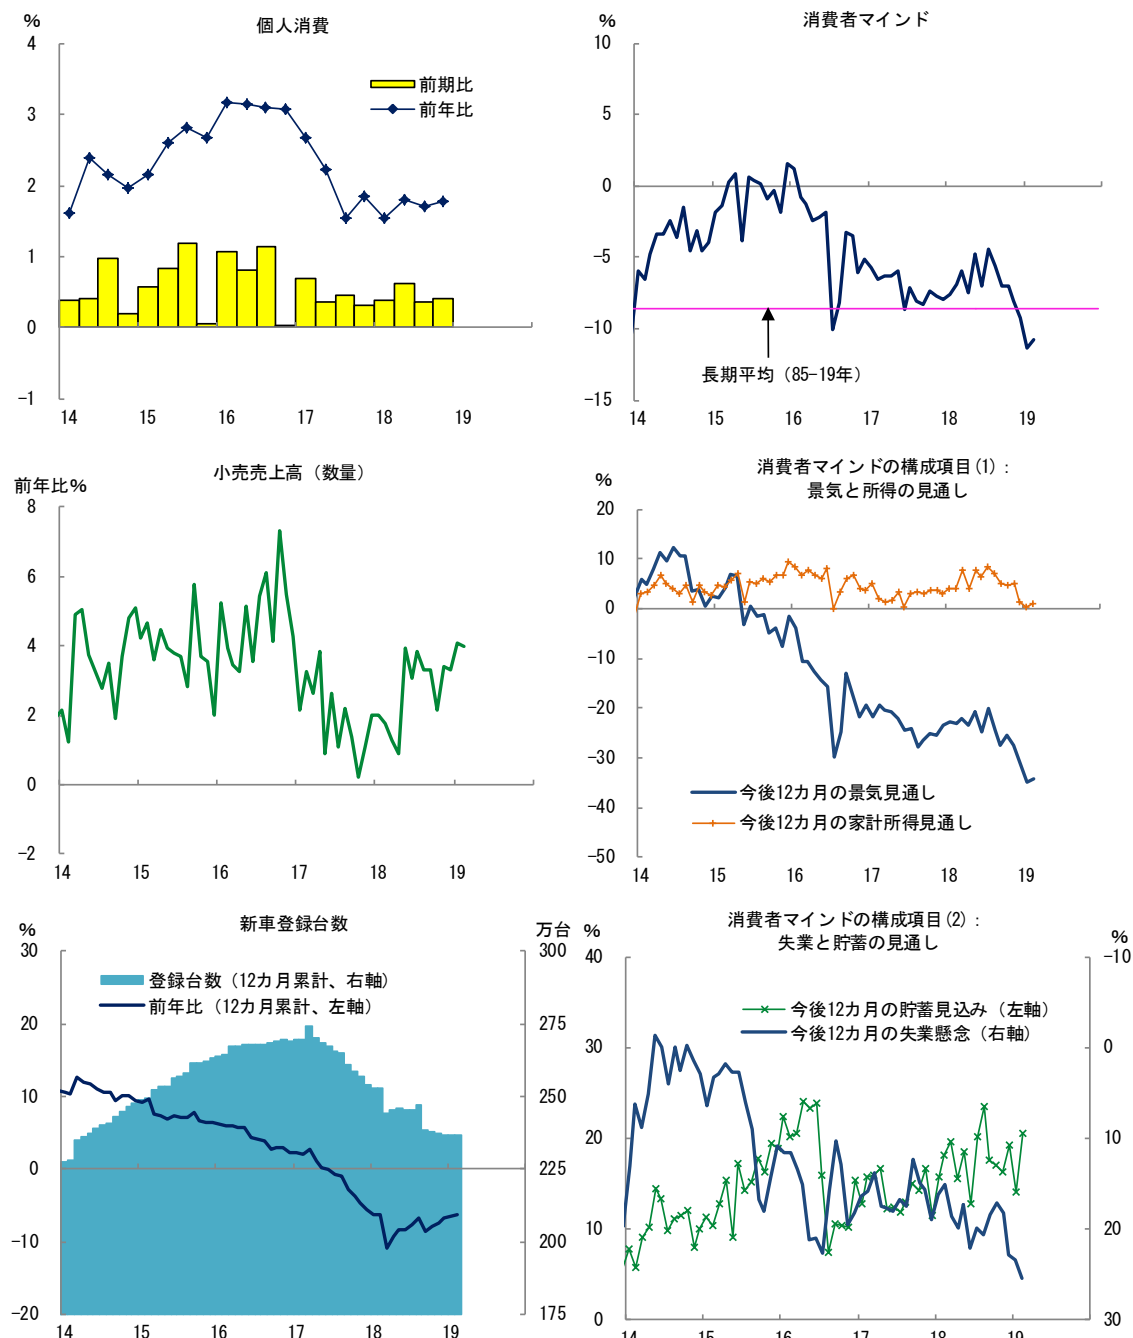 個人消費
%
4
3
2
1
0
−1
前期比
前年比
14 15 16 17 18 19
消費者マインド
%
10
5
0
−5
−10
−15
長期平均（85−19年）
14 15 16 17 18 19
小売売上高（数量）
前年比%
8
6
4
2
0
−2
14 15 16 17 18 19
消費者マインドの構成項目(1)：
景気と所得の見通し
%
20
10
0
−10
−20
−30
−40
−50
今後12カ月の景気見通し
今後12カ月の家計所得見通し
14 15 16 17 18 19
新車登録台数
% 万台
30 300
20 275
10 250
0 225
−10 200
−20 175
登録台数（12カ月累計、右軸）
前年比（12カ月累計、左軸）
14 15 16 17 18 19
消費者マインドの構成項目(2)：
失業と貯蓄の見通し
% %
40 −10
30 0
20 10
10 20
0 30
今後12カ月の貯蓄見込み（左軸）
今後12カ月の失業懸念（右軸）
14 15 16 17 18 19